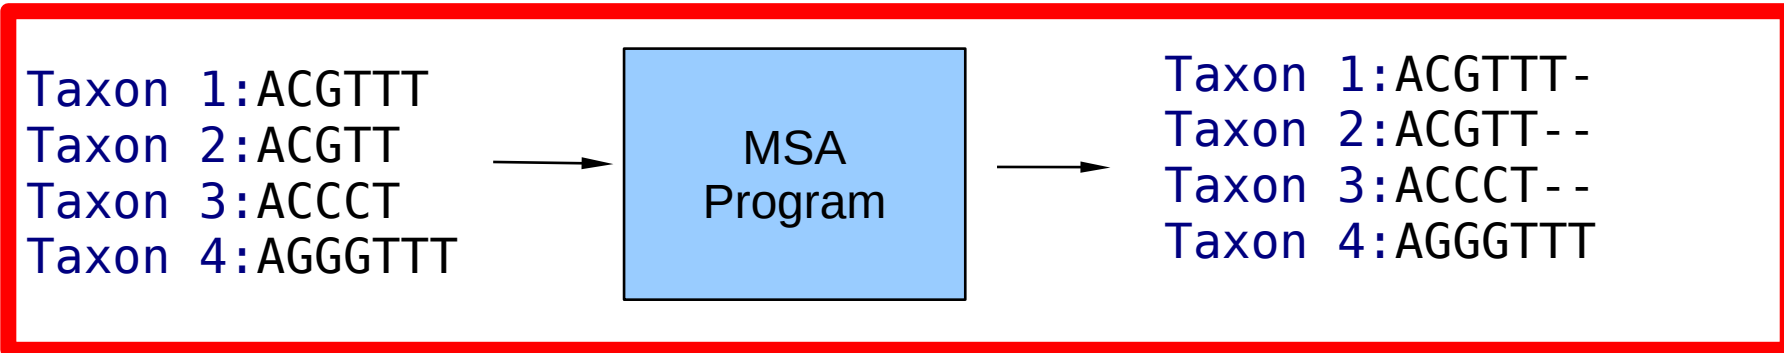 Taxon 1:ACGTTT
Taxon 2:ACGTT
Taxon 3:ACCCT
Taxon 4:AGGGTTT
MSA
Program
Taxon 1:ACGTTT-
Taxon 2:ACGTT--
Taxon 3:ACCCT--
Taxon 4:AGGGTTT